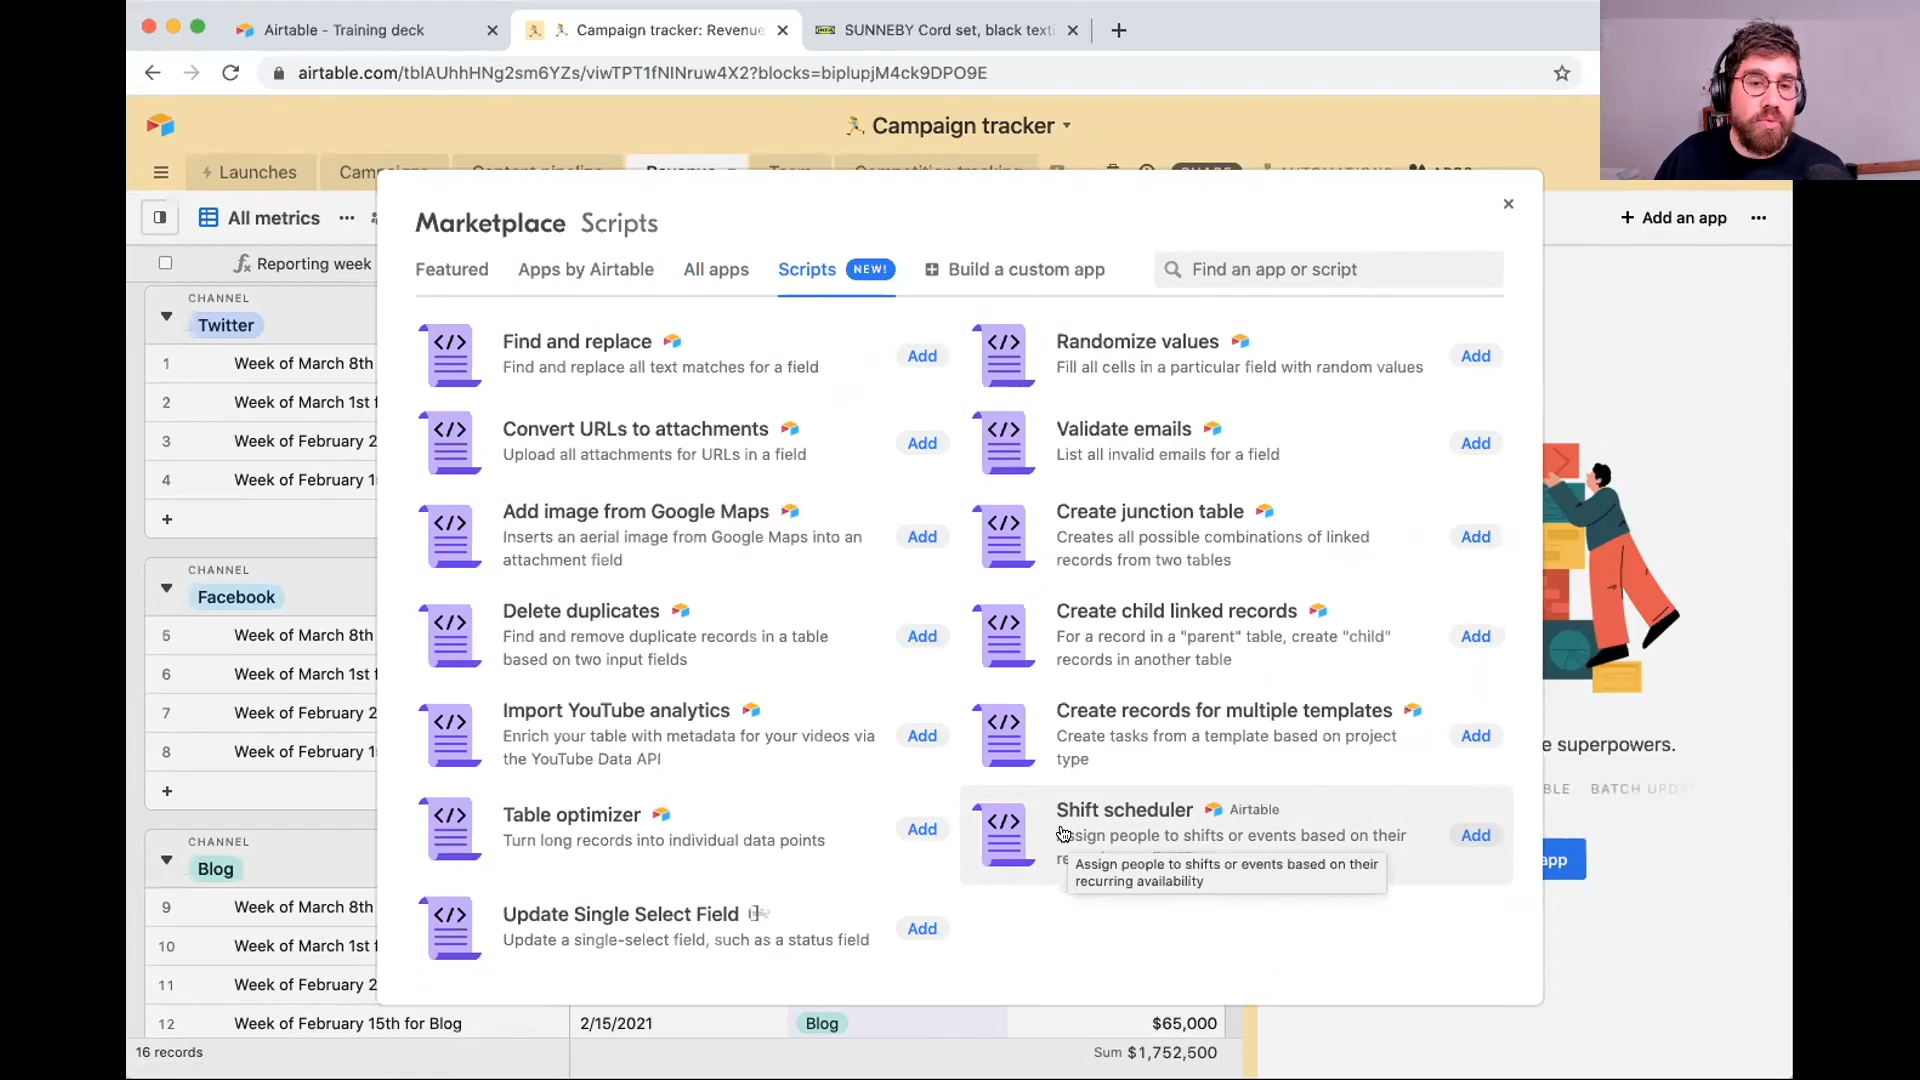 Airtable - Training deck
Campaign tracker: Revenue
SUNNEBY Cord set, black texti
airtable.com/tblAUhhHNg2sm6YZs/viwTPT1fNINruw4X2?blocks=biplupjM4ck9DPO9E
Campaign tracker
Launches
All metrics
Add an app
Reporting week
Marketplace Scripts
Featured
Apps by Airtable
All apps
Scripts NEW!
Build a custom app
Find an app or script
CHANNEL
Twitter
1 Week of March 8th
2 Week of March 1st f
3 Week of February 2
4 Week of February 1
CHANNEL
Facebook
5 Week of March 8th
6 Week of March 1st f
7 Week of February 2
8 Week of February 1
CHANNEL
Blog
9 Week of March 8th
10 Week of March 1st f
11 Week of February 2
12 Week of February 15th for Blog 2/15/2021 Blog $65,000
16 records
Sum $1,752,500
Find and replace
Find and replace all text matches for a field
Add
Randomize values
Fill all cells in a particular field with random values
Add
Convert URLs to attachments
Upload all attachments for URLs in a field
Add
Validate emails
List all invalid emails for a field
Add
Add image from Google Maps
Inserts an aerial image from Google Maps into an
attachment field
Add
Create junction table
Creates all possible combinations of linked
records from two tables
Add
Delete duplicates
Find and remove duplicate records in a table
based on two input fields
Add
Create child linked records
For a record in a "parent" table, create "child"
records in another table
Add
Import YouTube analytics
Enrich your table with metadata for your videos via
the YouTube Data API
Add
Create records for multiple templates
Create tasks from a template based on project
type
Add
Table optimizer
Turn long records into individual data points
Add
Shift scheduler Airtable
Assign people to shifts or events based on their
Add
Assign people to shifts or events based on their
recurring availability
Update Single Select Field
Update a single-select field, such as a status field
Add
e superpowers.
BLE BATCH UPDA
app